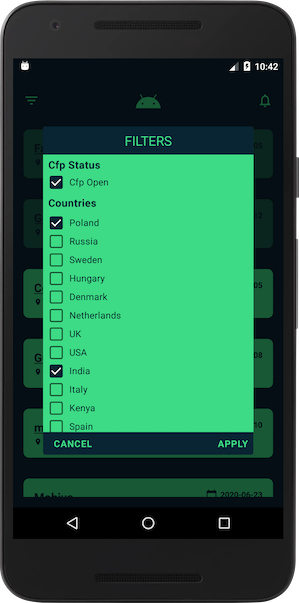 10:42
FILTERS
Cfp Status
Cfp Open
Countries
Poland
Russia
Sweden
Hungary
Denmark
Netherlands
UK
USA
India
Italy
Kenya
Spain
CANCEL APPLY
2020-06-23